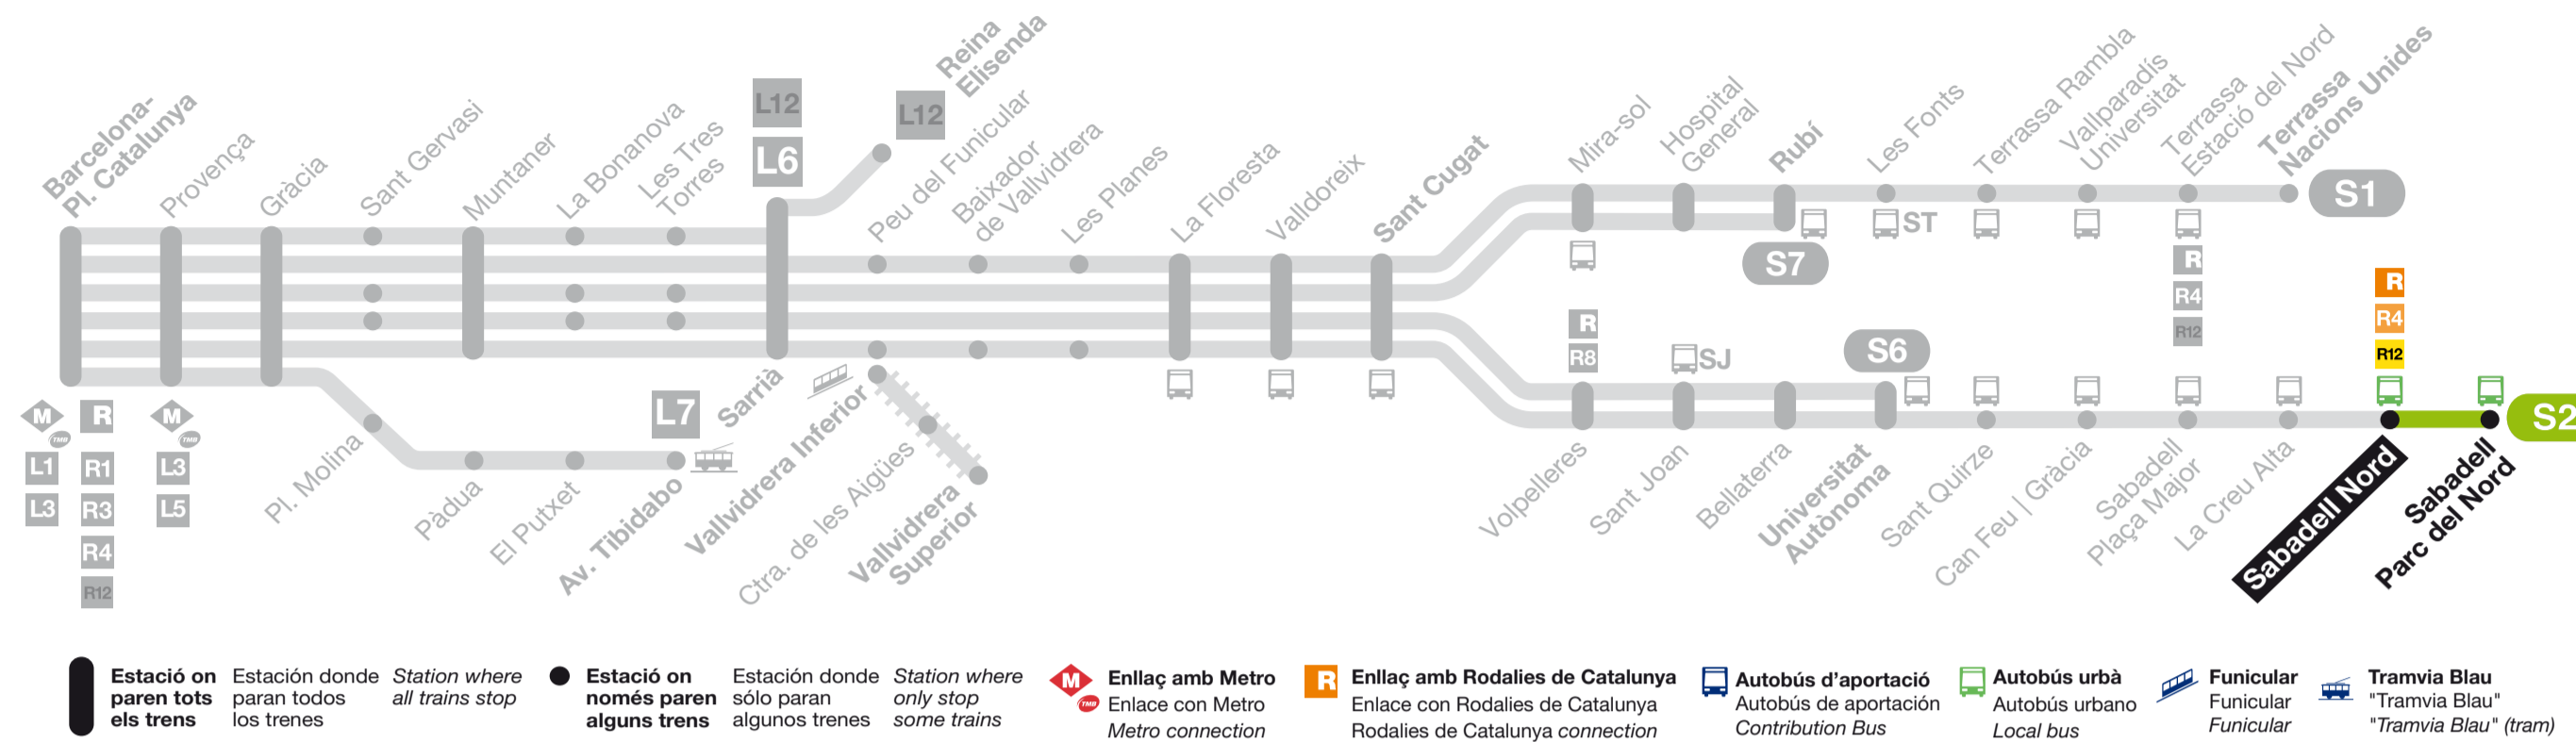 Barcelona-
Pl. Catalunya
Provença
Gràcia
Sant Gervasi
Muntaner
La Bonanova
Les Tres
Torres
L12
L6
Reina
Elisenda
L12
Peu del Funicular
Baixador
de Vallvidrera
Les Planes
La Floresta
Valldoreix
Sant Cugat
Mira-sol
Hospital
General
Rubí
Les Fonts
Terrassa Rambla
Vallparadís
Universitat
Terrassa
Estació del Nord
Terrassa
Nacions Unides
S1
ST
S7
R
R4
R12
R
R8
SJ
S6
R
R4
R12
S2
M
TMB
L1
L3
R
R1
R3
R4
R12
M
TMB
L3
L5
Pl. Molina
Pàdua
El Putxet
L7
Av. Tibidabo
Sarrià
Vallvidrera Inferior
Ctra. de les Aigües
Vallvidrera
Superior
Volpelleres
Sant Joan
Bellaterra
Universitat
Autònoma
Sant Quirze
Can Feu | Gràcia
Sabadell
Plaça Major
La Creu Alta
Sabadell Nord
Sabadell
Parc del Nord
Estació on
paren tots
els trens
Estación donde
paran todos
los trenes
Station where
all trains stop
Estació on
només paren
alguns trens
Estación donde
sólo paran
algunos trenes
Station where
only stop
some trains
M
TMB
Enllaç amb Metro
Enlace con Metro
Metro connection
R
Enllaç amb Rodalies de Catalunya
Enlace con Rodalies de Catalunya
Rodalies de Catalunya connection
Autobús d'aportació
Autobús de aportación
Contribution Bus
Autobús urbà
Autobús urbano
Local bus
Funicular
Funicular
Funicular
Tramvia Blau
"Tramvia Blau"
"Tramvia Blau" (tram)